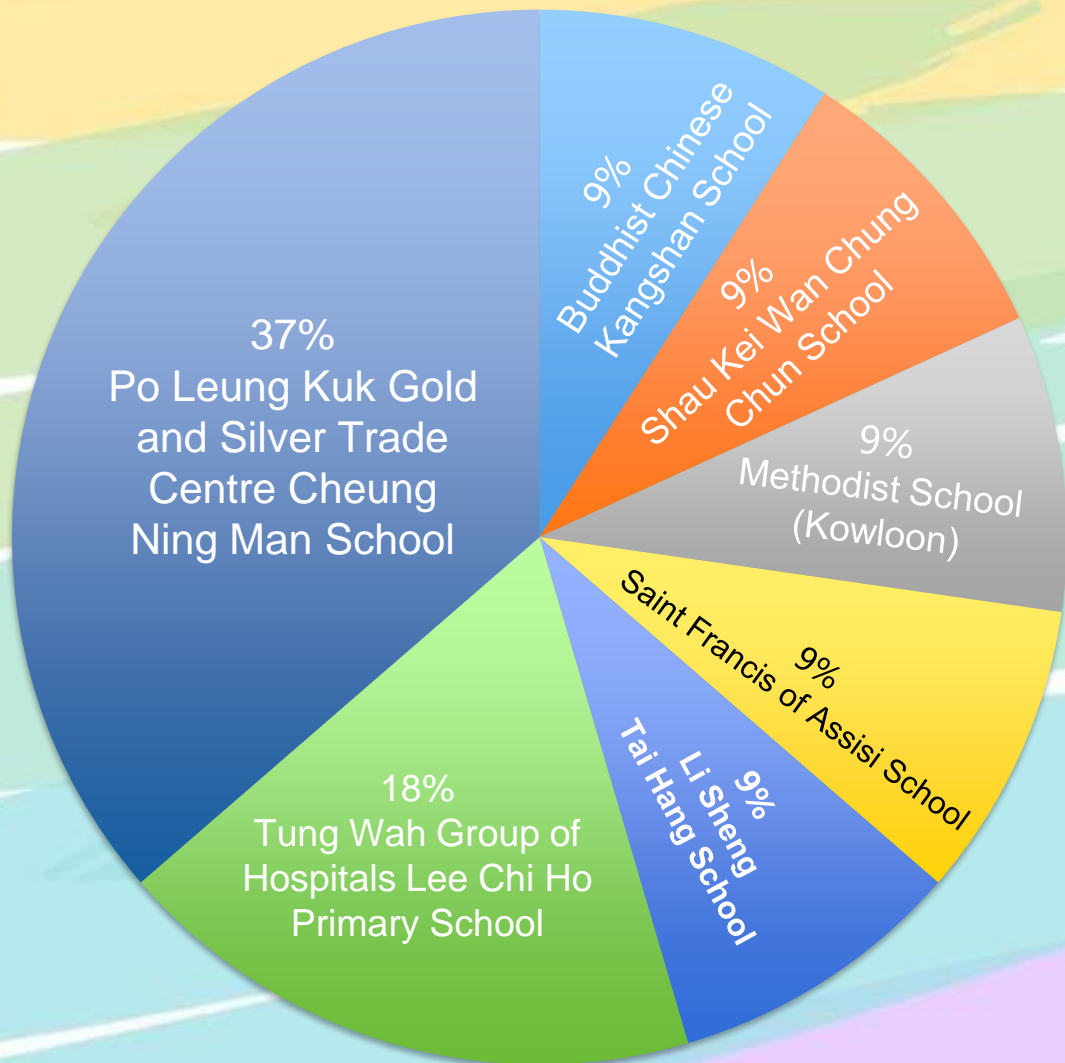 9%
Buddhist Chinese
Kangshan School
9%
Shau Kei Wan Chung
Chun School
9%
Methodist School
(Kowloon)
9%
Saint Francis of Assisi School
9%
Li Sheng
Tai Hang School
18%
Tung Wah Group of
Hospitals Lee Chi Ho
Primary School
37%
Po Leung Kuk Gold
and Silver Trade
Centre Cheung
Ning Man School